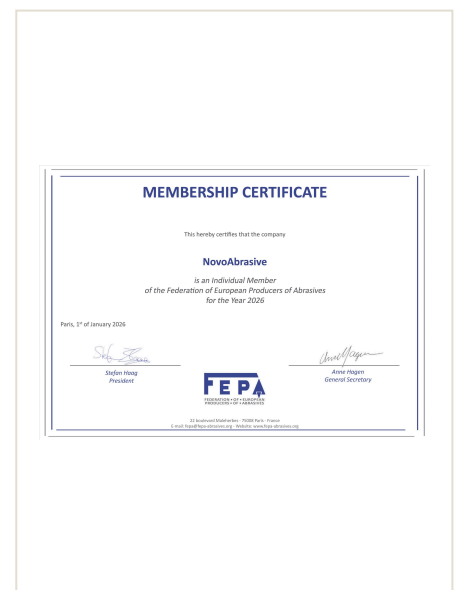 MEMBERSHIP CERTIFICATE
This hereby certifies that the company
NovoAbrasive
is an Individual Member
of the Federation of European Producers of Abrasives
for the Year 2026
Paris, 1st of January 2026
Stefan Haag
President
Anne Hagen
General Secretary
FEPA
FEDERATION • OF • EUROPEAN
PRODUCERS • OF • ABRASIVES
boulevard Malesherbes - 75008 Paris - France
E-mail: fepa@fepa-abrasives.org - Website: www.fepa-abrasives.org